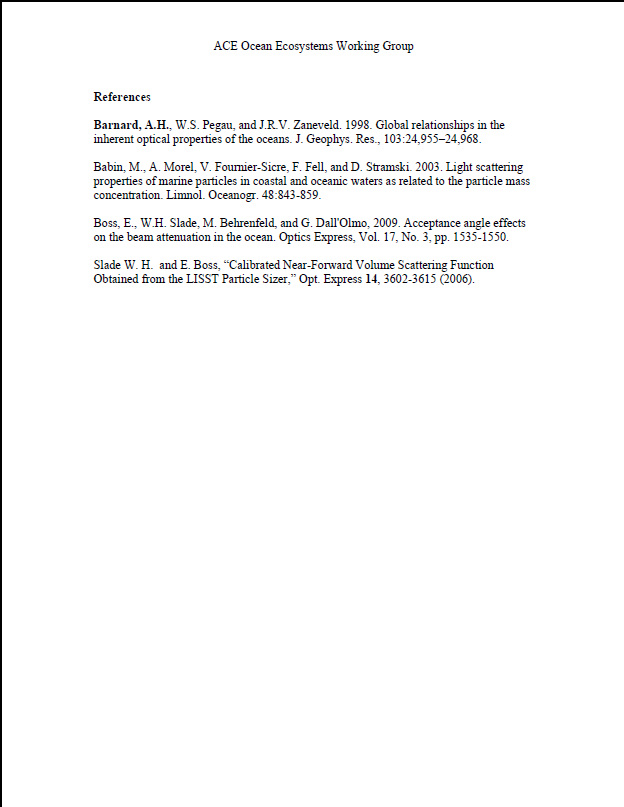 ACE Ocean Ecosystems Working Group
References
Barnard, A.H., W.S. Pegau, and J.R.V. Zaneveld. 1998. Global relationships in the
inherent optical properties of the oceans. J. Geophys. Res., 103:24,955–24,968.
Babin, M., A. Morel, V. Fournier-Sicre, F. Fell, and D. Stramski. 2003. Light scattering
properties of marine particles in coastal and oceanic waters as related to the particle mass
concentration. Limnol. Oceanogr. 48:843-859.
Boss, E., W.H. Slade, M. Behrenfeld, and G. Dall'Olmo, 2009. Acceptance angle effects
on the beam attenuation in the ocean. Optics Express, Vol. 17, No. 3, pp. 1535-1550.
Slade W. H.  and E. Boss, “Calibrated Near-Forward Volume Scattering Function
Obtained from the LISST Particle Sizer,” Opt. Express 14, 3602-3615 (2006).